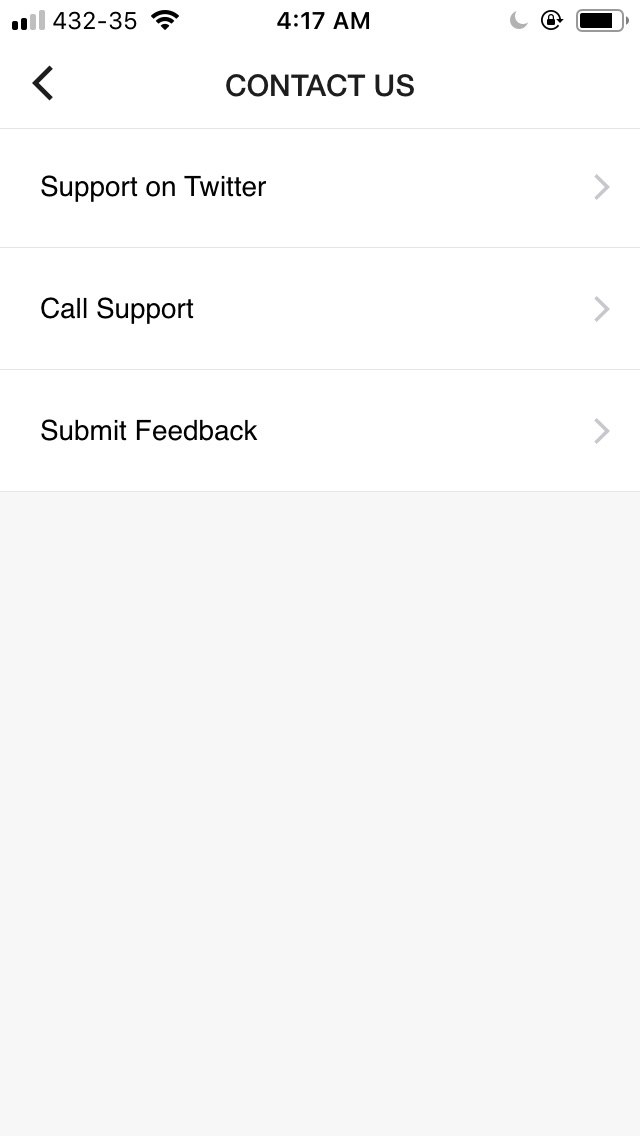 432-35 4:17 AM
CONTACT US
Support on Twitter
Call Support
Submit Feedback